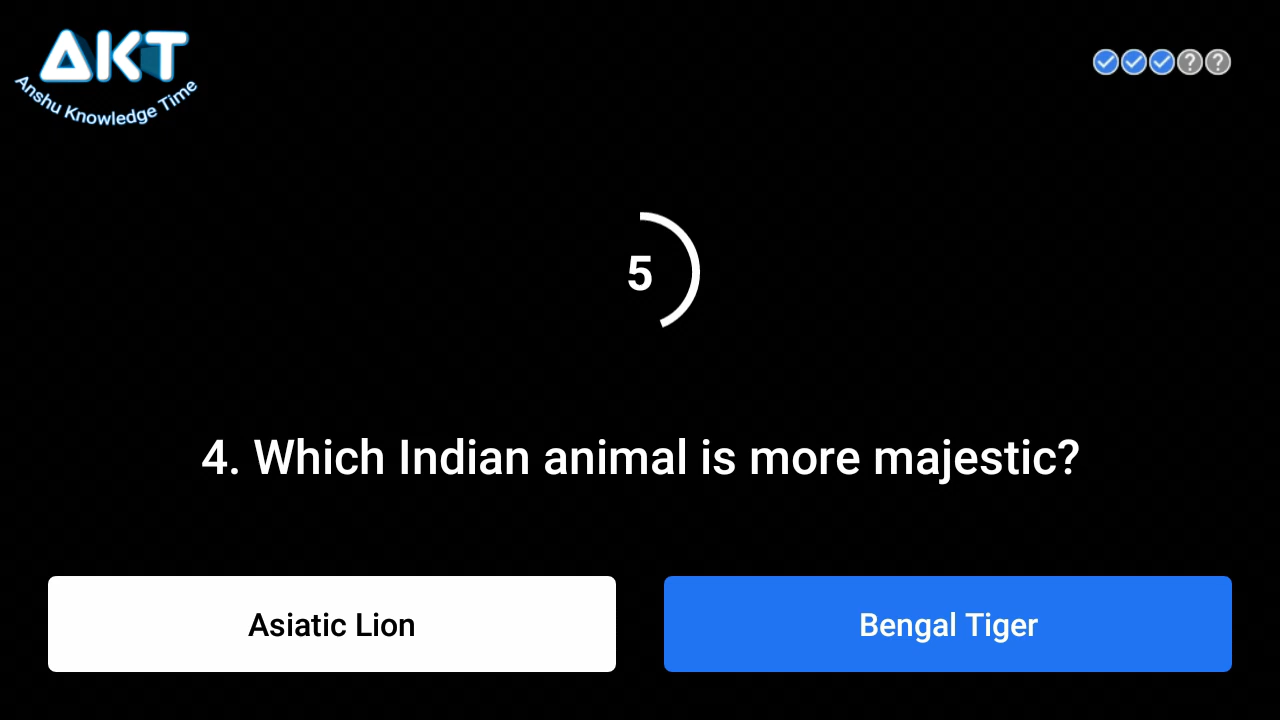 AKT
Anshu Knowledge Time
? ?
5
4. Which Indian animal is more majestic?
Asiatic Lion
Bengal Tiger